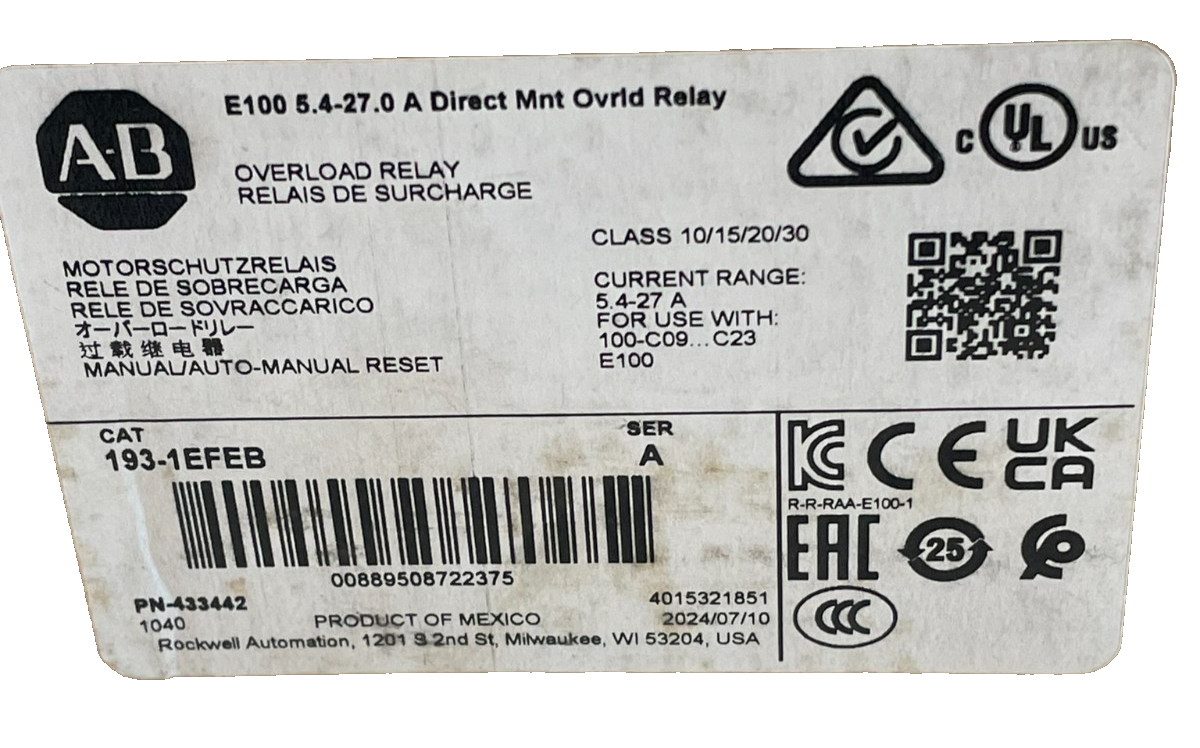 A-B
E100 5.4-27.0 A Direct Mnt Ovrld Relay
C UL US
OVERLOAD RELAY
RELAIS DE SURCHARGE
MOTORSCHUTZRELAIS
RELE DE SOBRECARGA
RELE DE SOVRACCARICO
オーバーロードリレー
过载继电器
MANUAL/AUTO-MANUAL RESET
CLASS 10/15/20/30
CURRENT RANGE:
5.4-27 A
FOR USE WITH:
100-C09...C23
E100
CAT
193-1EFEB
SER
A
00889508722375
PN-433442
1040
PRODUCT OF MEXICO
4015321851
2024/07/10
Rockwell Automation, 1201 S 2nd St, Milwaukee, WI 53204, USA
KC CE UK
CA
R-R-RAA-E100-1
EAC 25
CCC